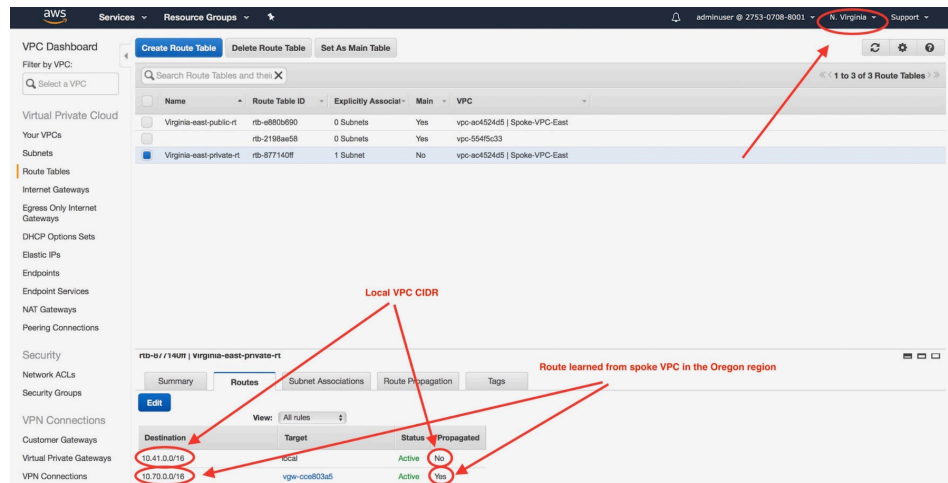 aws Services Resource Groups adminuser @ 2753-0708-8001 N. Virginia Support
VPC Dashboard
Filter by VPC:
Select a VPC
Virtual Private Cloud
Your VPCs
Subnets
Route Tables
Internet Gateways
Egress Only Internet
Gateways
DHCP Options Sets
Elastic IPs
Endpoints
Endpoint Services
NAT Gateways
Peering Connections
Security
Network ACLs
Security Groups
VPN Connections
Customer Gateways
Virtual Private Gateways
VPN Connections
Create Route Table Delete Route Table Set As Main Table
Search Route Tables and thei X 1 to 3 of 3 Route Tables
Name Route Table ID Explicitly Associat Main VPC
Virginia-east-public-rt rtb-e880b690 0 Subnets Yes vpc-ac4524d5 | Spoke-VPC-East
rtb-2198ae58 0 Subnets Yes vpc-554f5c33
Virginia-east-private-rt rtb-877140ff 1 Subnet No vpc-ac4524d5 | Spoke-VPC-East
Local VPC CIDR
rtb-877140ff | Virginia-east-private-rt
Route learned from spoke VPC in the Oregon region
Summary Routes Subnet Associations Route Propagation Tags
Edit
View: All rules
Destination Target Status Propagated
10.41.0.0/16 local Active No
10.70.0.0/16 vgw-cce803a5 Active Yes